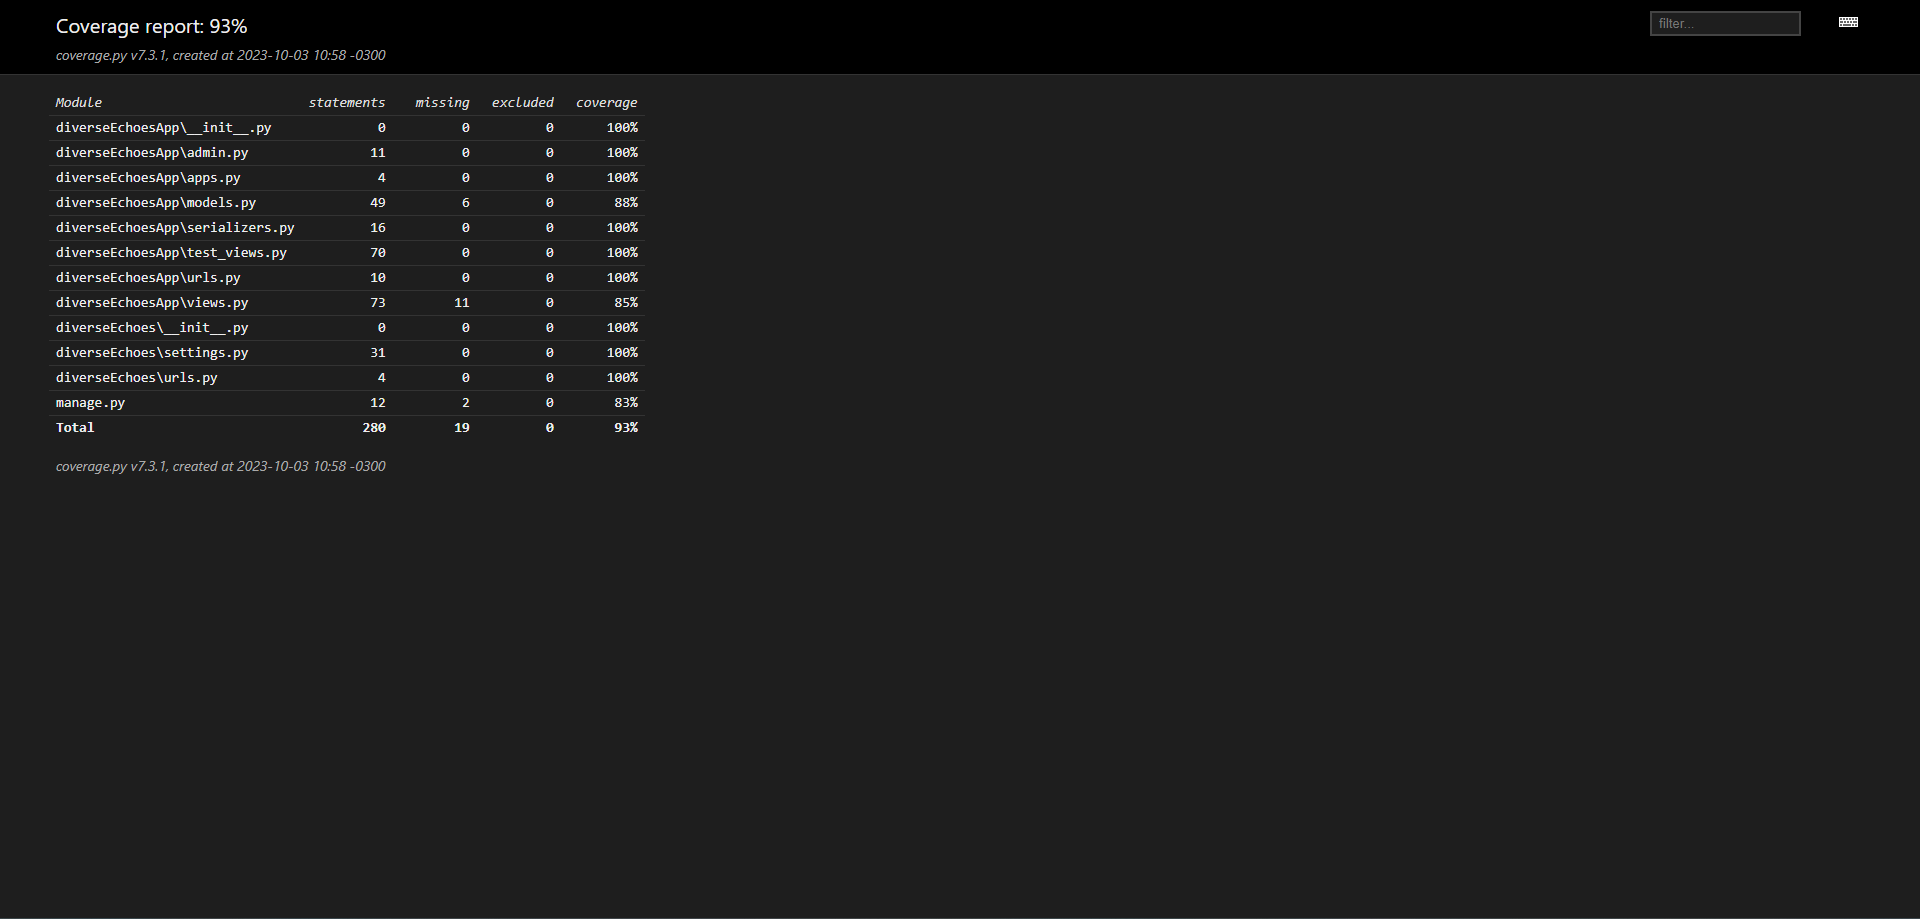 Coverage report: 93%
filter...
coverage.py v7.3.1, created at 2023-10-03 10:58 -0300
Module statements missing excluded coverage
diverseEchoesApp\__init__.py 0 0 0 100%
diverseEchoesApp\admin.py 11 0 0 100%
diverseEchoesApp\apps.py 4 0 0 100%
diverseEchoesApp\models.py 49 6 0 88%
diverseEchoesApp\serializers.py 16 0 0 100%
diverseEchoesApp\test_views.py 70 0 0 100%
diverseEchoesApp\urls.py 10 0 0 100%
diverseEchoesApp\views.py 73 11 0 85%
diverseEchoes\__init__.py 0 0 0 100%
diverseEchoes\settings.py 31 0 0 100%
diverseEchoes\urls.py 4 0 0 100%
manage.py 12 2 0 83%
Total 280 19 0 93%
coverage.py v7.3.1, created at 2023-10-03 10:58 -0300